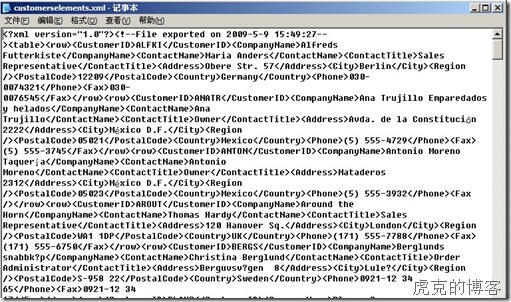 customerselements.xml - 记事本
文件(F) 编辑(E) 格式(O) 查看(V) 帮助(H)
<?xml version="1.0"?><!--File exported on 2009-5-9 15:49:27--
><table><row><CustomerID>ALFKI</CustomerID><CompanyName>Alfreds
Futterkiste</CompanyName><ContactName>Maria Anders</ContactName><ContactTitle>Sales
Representative</ContactTitle><Address>Obere Str. 57</Address><City>Berlin</City><Region
/><PostalCode>12209</PostalCode><Country>Germany</Country><Phone>030-
0074321</Phone><Fax>030-
0076545</Fax></row><row><CustomerID>ANATR</CustomerID><CompanyName>Ana Trujillo Emparedados
y helados</CompanyName><ContactName>Ana
Trujillo</ContactName><ContactTitle>Owner</ContactTitle><Address>Avda. de la Constitución
2222</Address><City>México D.F.</City><Region
/><PostalCode>05021</PostalCode><Country>Mexico</Country><Phone>(5) 555-4729</Phone><Fax>
(5) 555-3745</Fax></row><row><CustomerID>ANTON</CustomerID><CompanyName>Antonio Moreno
Taquer¡a</CompanyName><ContactName>Antonio
Moreno</ContactName><ContactTitle>Owner</ContactTitle><Address>Mataderos
2312</Address><City>México D.F.</City><Region
/><PostalCode>05023</PostalCode><Country>Mexico</Country><Phone>(5) 555-3932</Phone><Fax
/></row><row><CustomerID>AROUT</CustomerID><CompanyName>Around the
Horn</CompanyName><ContactName>Thomas Hardy</ContactName><ContactTitle>Sales
Representative</ContactTitle><Address>120 Hanover Sq.</Address><City>London</City><Region
/><PostalCode>WA1 1DP</PostalCode><Country>UK</Country><Phone>(171) 555-7788</Phone><Fax>
(171) 555-6750</Fax></row><row><CustomerID>BERGS</CustomerID><CompanyName>Berglunds
snabbk?p</CompanyName><ContactName>Christina Berglund</ContactName><ContactTitle>Order
Administrator</ContactTitle><Address>Berguvsv?gen 8</Address><City>Lule?</City><Region
/><PostalCode>S-958 22</PostalCode><Country>Sweden</Country><Phone>0921-12 34
65</Phone><Fax>0921-12 34
虎克的博客